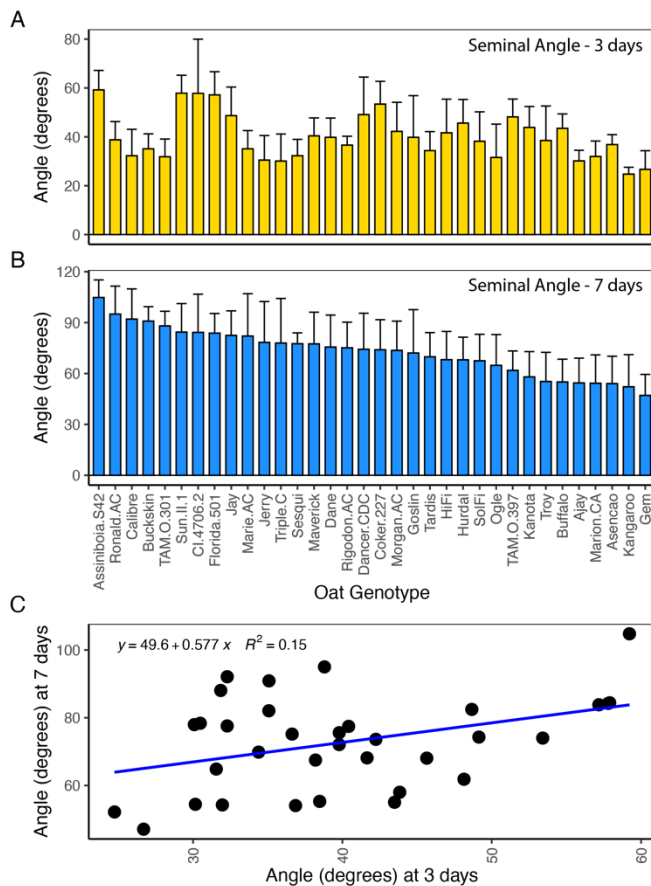 A
Seminal Angle - 3 days
Angle (degrees)
80
60
40
20
0
B
Seminal Angle - 7 days
Angle (degrees)
120
90
60
30
0
Assiniboia.S42
Ronald.AC
Calibre
Buckskin
TAM.O.301
Sun.II.1
CI.4706.2
Florida.501
Jay
Marie.AC
Jerry
Triple.C
Sesqui
Maverick
Dane
Rigodon.AC
Dancer.CDC
Coker.227
Morgan.AC
Goslin
Tardis
HiFi
Hurdal
SolFi
Ogle
TAM.O.397
Kanota
Troy
Buffalo
Ajay
Marion.CA
Asencao
Kangaroo
Gem
Oat Genotype
C
y = 49.6 + 0.577 x R² = 0.15
Angle (degrees) at 7 days
100
80
60
30
40
50
60
Angle (degrees) at 3 days